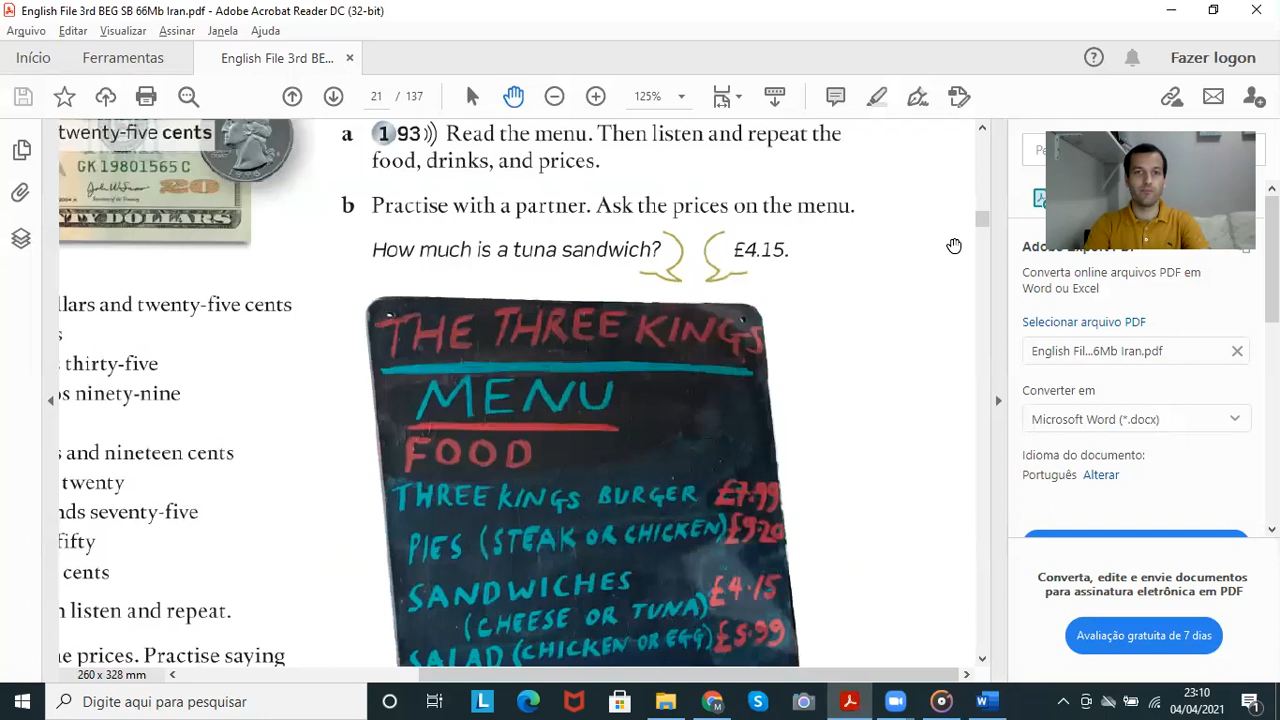 English File 3rd BEG SB 66Mb Iran.pdf - Adobe Acrobat Reader DC (32-bit)
Arquivo Editar Visualizar Assinar Janela Ajuda
Início Ferramentas English File 3rd BE... ×
Fazer logon
21 / 137 125%
twenty-five cents
GK 19801565 C
20
TY DOLLARS
llars and twenty-five cents
s
s thirty-five
os ninety-nine
s and nineteen cents
twenty
nds seventy-five
fifty
cents
n listen and repeat.
e prices. Practise saying
a 1 93 Read the menu. Then listen and repeat the
food, drinks, and prices.
b Practise with a partner. Ask the prices on the menu.
How much is a tuna sandwich? £4.15.
THE THREE KINGS
MENU
FOOD
THREE KINGS BURGER £7.99
PIES (STEAK OR CHICKEN) £9.20
SANDWICHES
(CHEESE OR TUNA) £4.15
SALAD (CHICKEN OR EGG) £5.99
260 x 328 mm
Pe
Adobe E
Converta online arquivos PDF em
Word ou Excel
Selecionar arquivo PDF
English Fil...6Mb Iran.pdf
Converter em
Microsoft Word (*.docx)
Idioma do documento:
Português Alterar
Converta, edite e envie documentos
para assinatura eletrônica em PDF
Avaliação gratuita de 7 dias
Digite aqui para pesquisar
23:10
04/04/2021